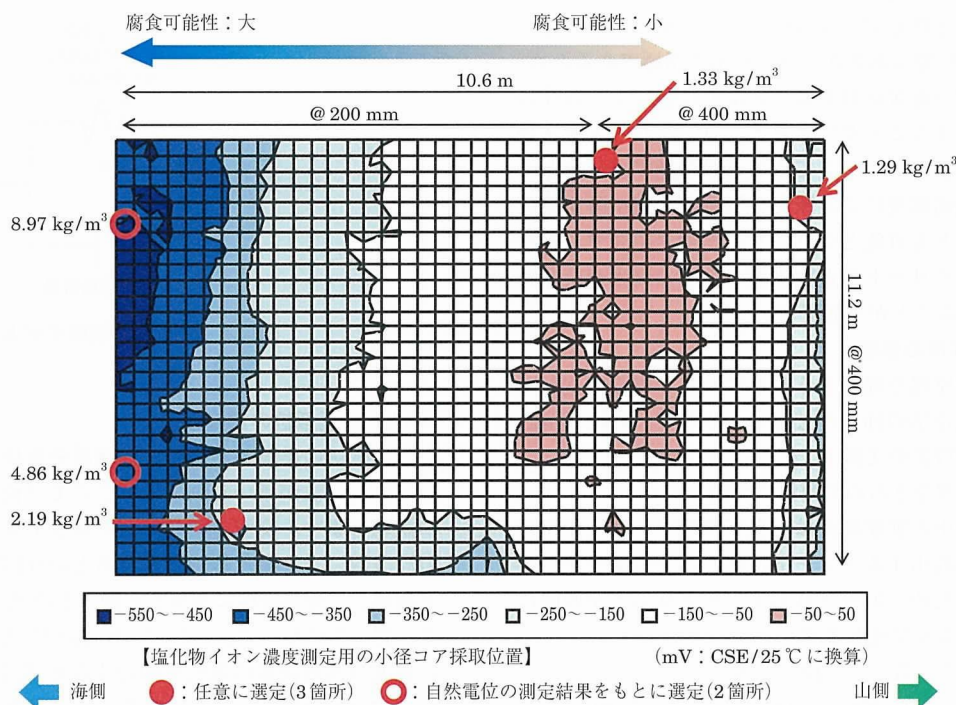 腐食可能性：大
腐食可能性：小
10.6 m
1.33 kg/m³
@ 200 mm
@ 400 mm
1.29 kg/m³
8.97 kg/m³
11.2 m @ 400 mm
4.86 kg/m³
2.19 kg/m³
−550～−450 −450～−350 −350～−250 −250～−150 −150～−50 −50～50
【塩化物イオン濃度測定用の小径コア採取位置】 (mV：CSE/25 ℃に換算)
海側 ：任意に選定(3箇所) ：自然電位の測定結果をもとに選定(2箇所) 山側